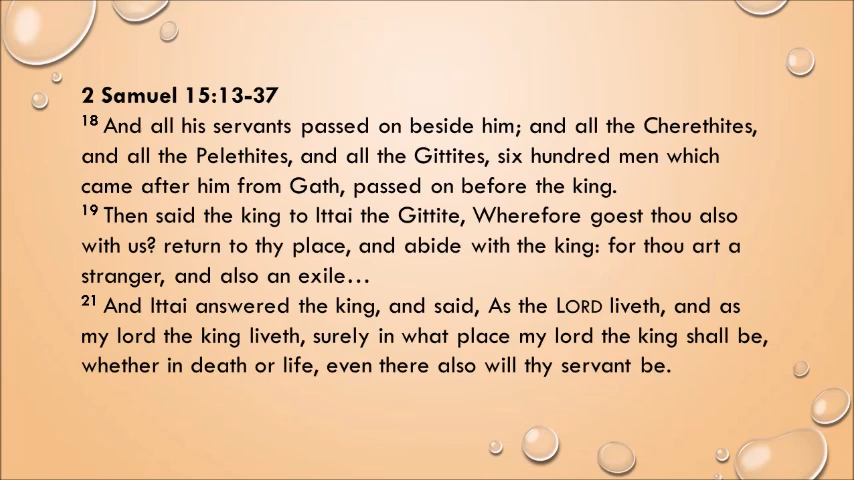 2 Samuel 15:13-37
18 And all his servants passed on beside him; and all the Cherethites,
and all the Pelethites, and all the Gittites, six hundred men which
came after him from Gath, passed on before the king.
19 Then said the king to Ittai the Gittite, Wherefore goest thou also
with us? return to thy place, and abide with the king: for thou art a
stranger, and also an exile…
21 And Ittai answered the king, and said, As the LORD liveth, and as
my lord the king liveth, surely in what place my lord the king shall be,
whether in death or life, even there also will thy servant be.